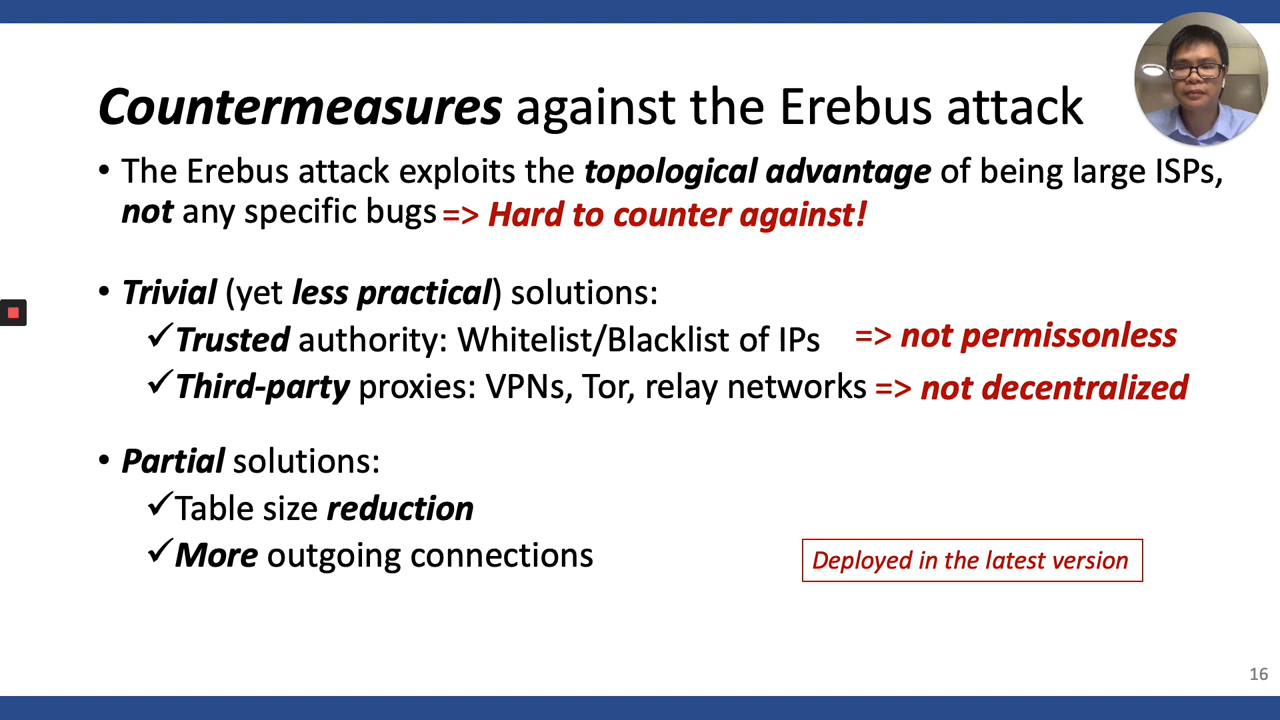 Countermeasures against the Erebus attack
• The Erebus attack exploits the topological advantage of being large ISPs,
not any specific bugs => Hard to counter against!
• Trivial (yet less practical) solutions:
✓Trusted authority: Whitelist/Blacklist of IPs => not permissonless
✓Third-party proxies: VPNs, Tor, relay networks => not decentralized
• Partial solutions:
✓Table size reduction
✓More outgoing connections
Deployed in the latest version
16